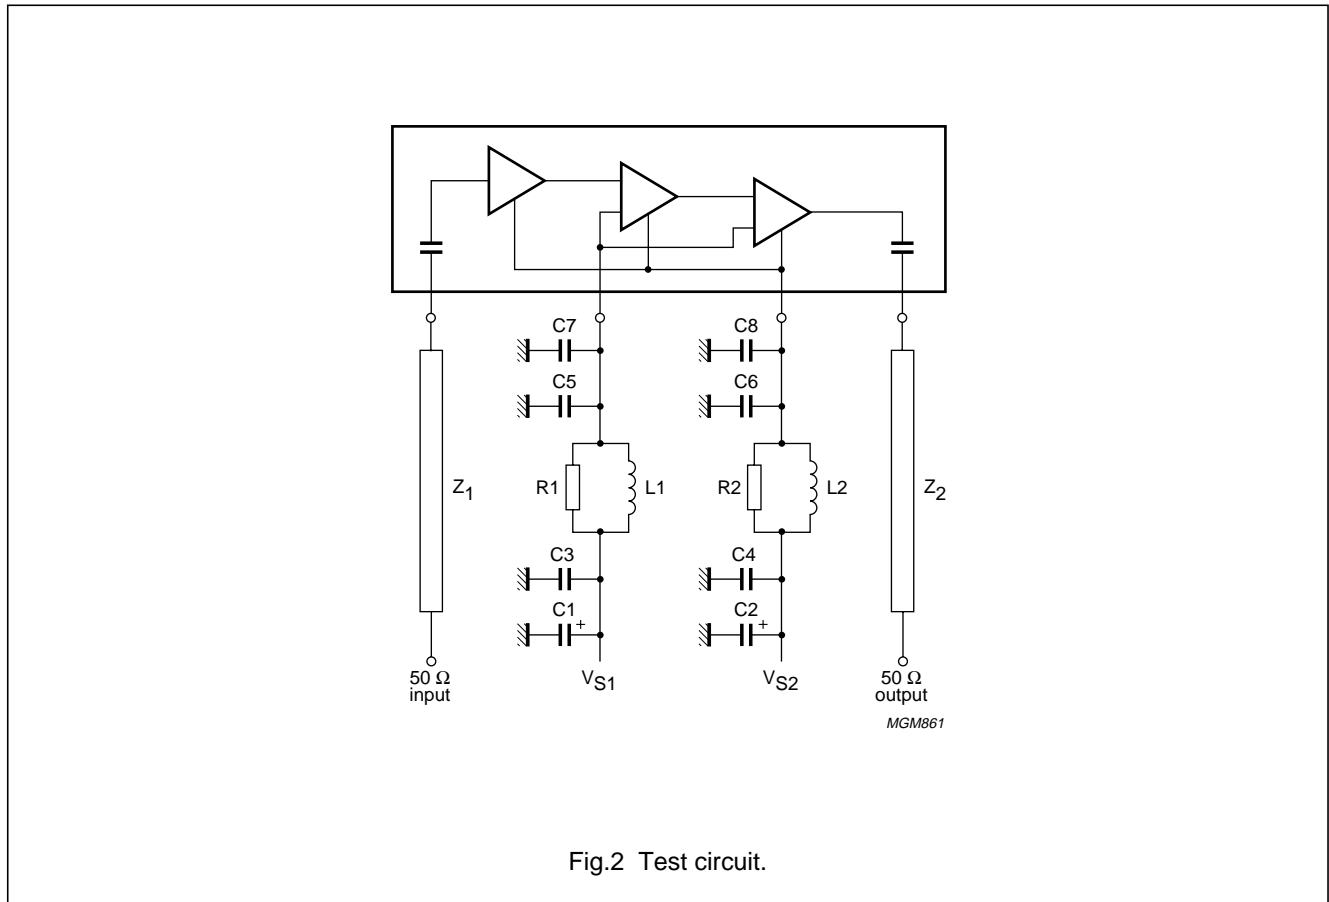 C7
C8
C5
C6
R1
L1
R2
L2
Z1
Z2
C3
C4
C1
+
C2
+
50 Ω
input
VS1
VS2
50 Ω
output
MGM861
Fig.2 Test circuit.